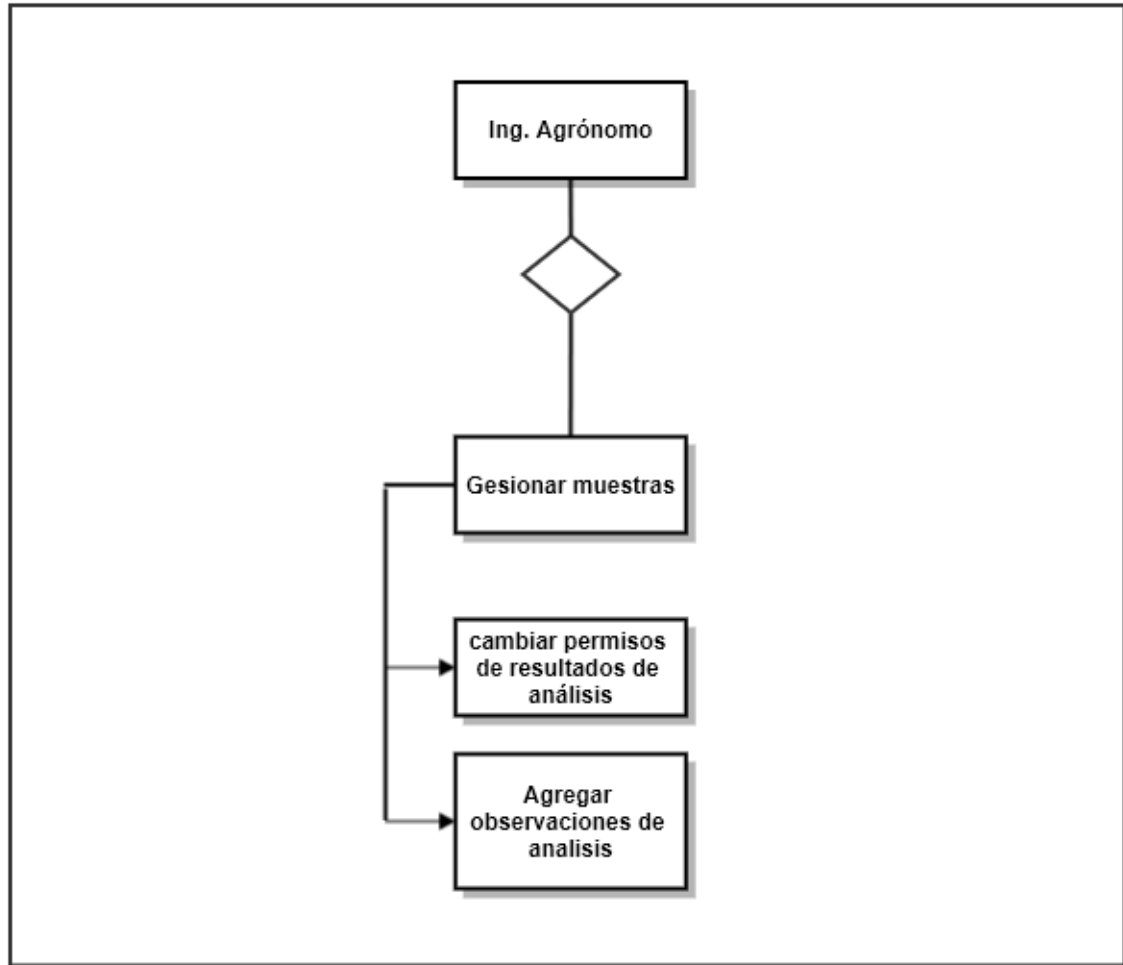 Ing. Agrónomo
Gesionar muestras
cambiar permisos
de resultados de
análisis
Agregar
observaciones de
analisis